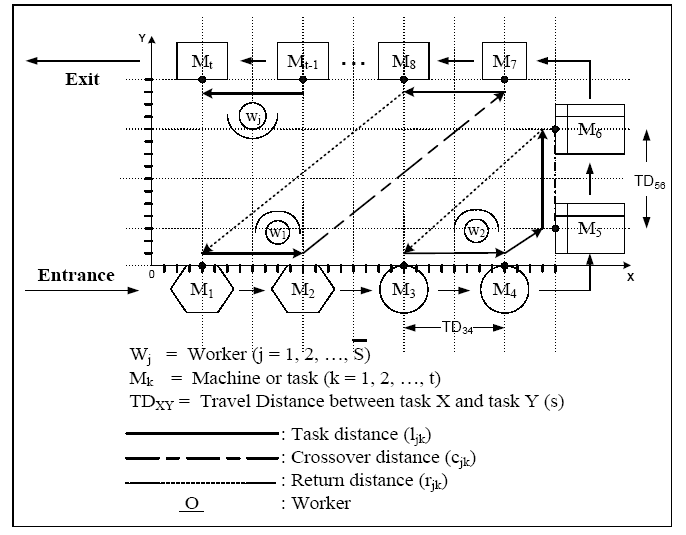 Y
Mt Mt-1 ... M8 M7
Exit
Wj
M6
TD56
W1 W2
M5
Entrance
0 X
M1 M2 M3 M4
TD34
Wj = Worker (j = 1, 2, …, S̅)
Mk = Machine or task (k = 1, 2, …, t)
TDXY = Travel Distance between task X and task Y (s)
: Task distance (ljk)
: Crossover distance (cjk)
: Return distance (rjk)
O : Worker